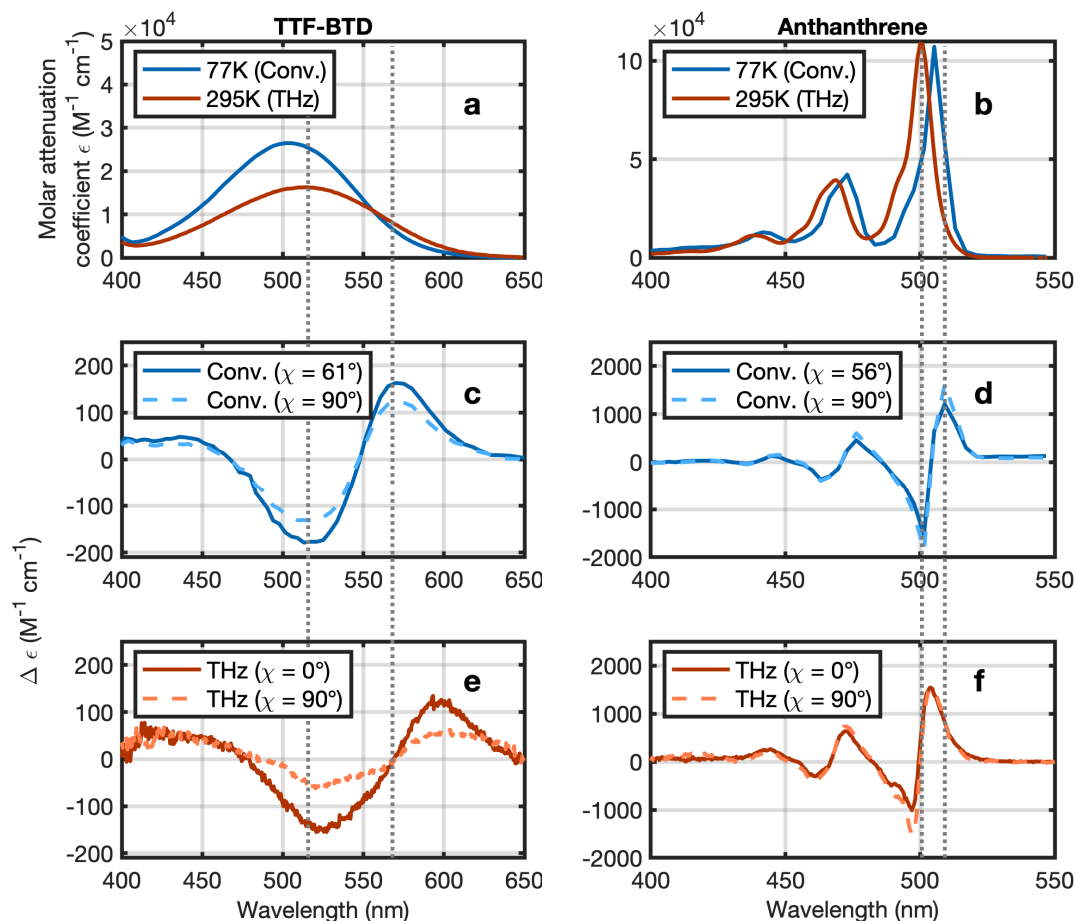 TTF-BTD
×10⁴
5
4
3
2
1
0
Molar attenuation
coefficient ϵ (M⁻¹ cm⁻¹)
77K (Conv.)
295K (THz)
a
400 450 500 550 600 650
Anthanthrene
×10⁴
10
5
0
77K (Conv.)
295K (THz)
b
400 450 500 550
200
100
0
-100
-200
Conv. (χ = 61°)
Conv. (χ = 90°)
c
400 450 500 550 600 650
2000
1000
0
-1000
-2000
Conv. (χ = 56°)
Conv. (χ = 90°)
d
400 450 500 550
Δ ϵ (M⁻¹ cm⁻¹)
200
100
0
-100
-200
THz (χ = 0°)
THz (χ = 90°)
e
400 450 500 550 600 650
Wavelength (nm)
2000
1000
0
-1000
-2000
THz (χ = 0°)
THz (χ = 90°)
f
400 450 500 550
Wavelength (nm)